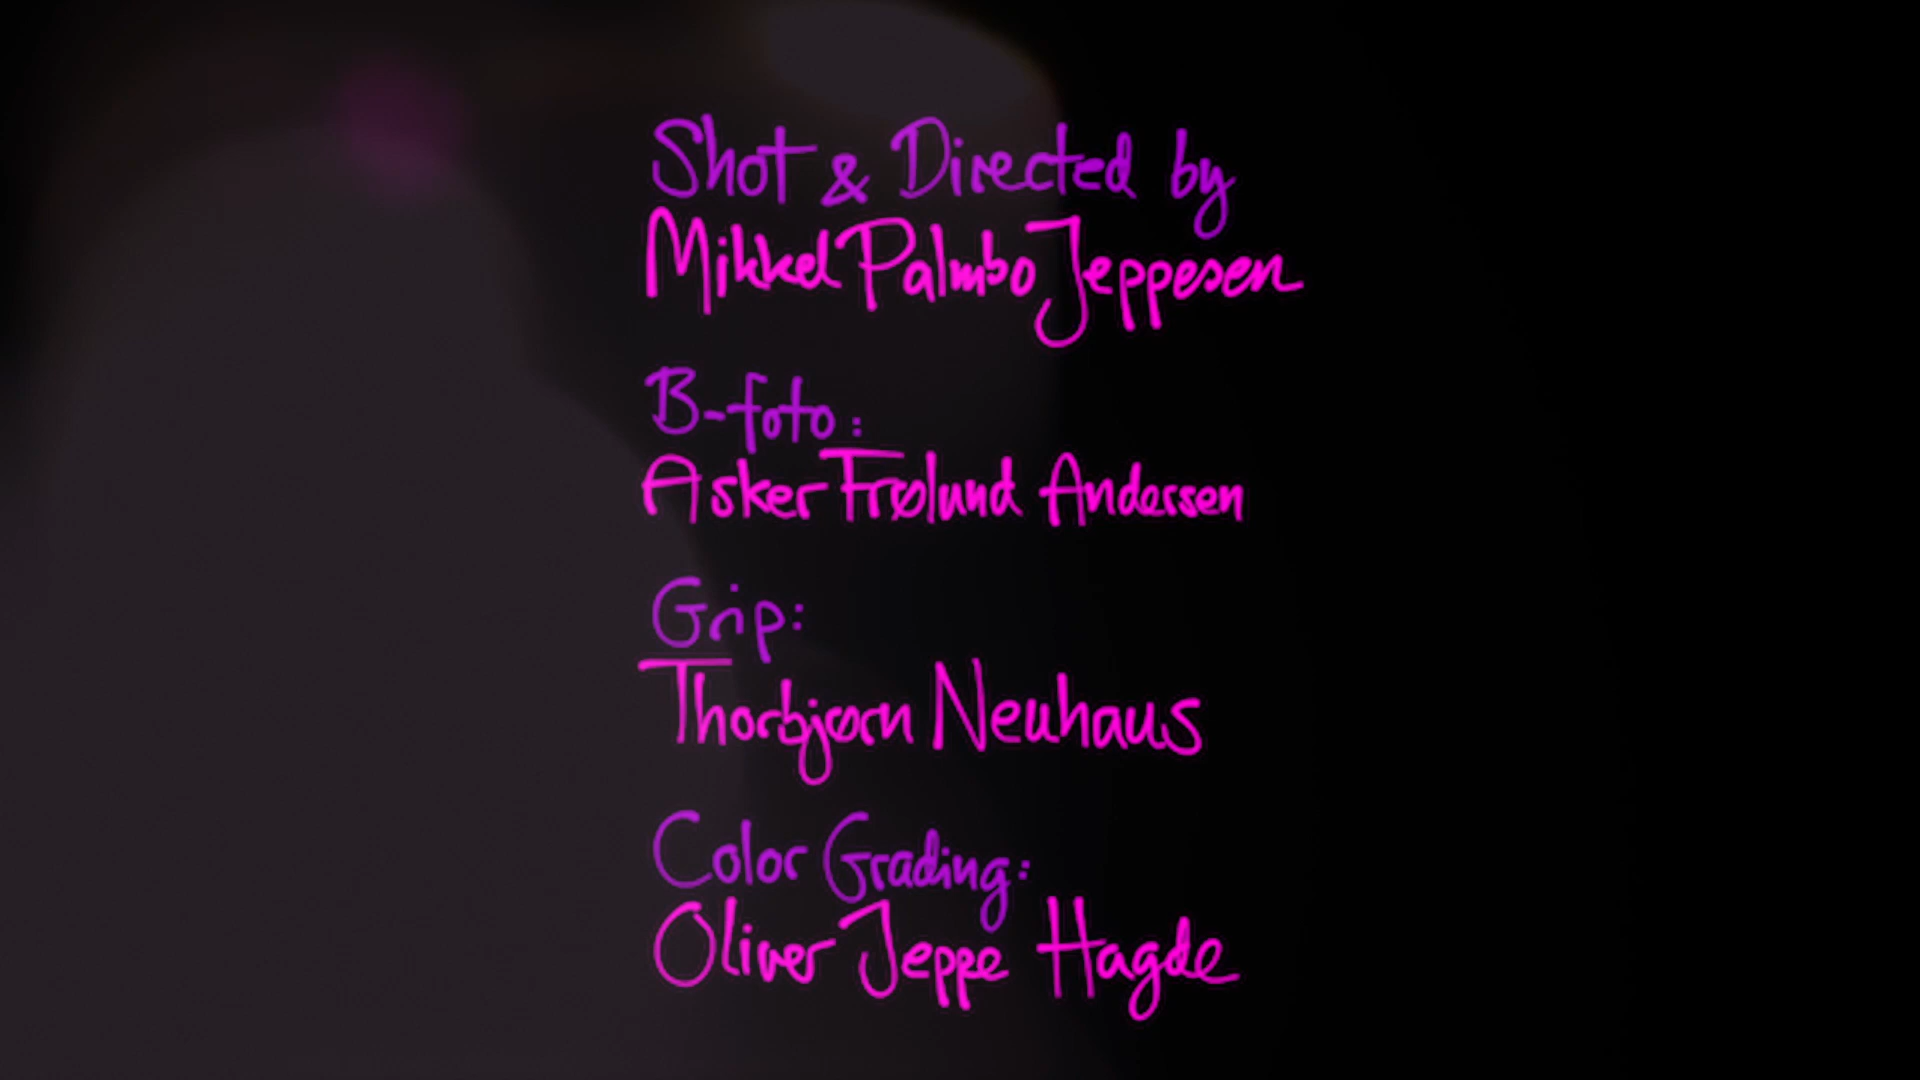 Shot & Directed by
Mikkel Palmbo Jeppesen
B-foto:
Asker Frølund Andersen
Grip:
Thorbjørn Neuhaus
Color Grading:
Oliver Jeppe Hagde